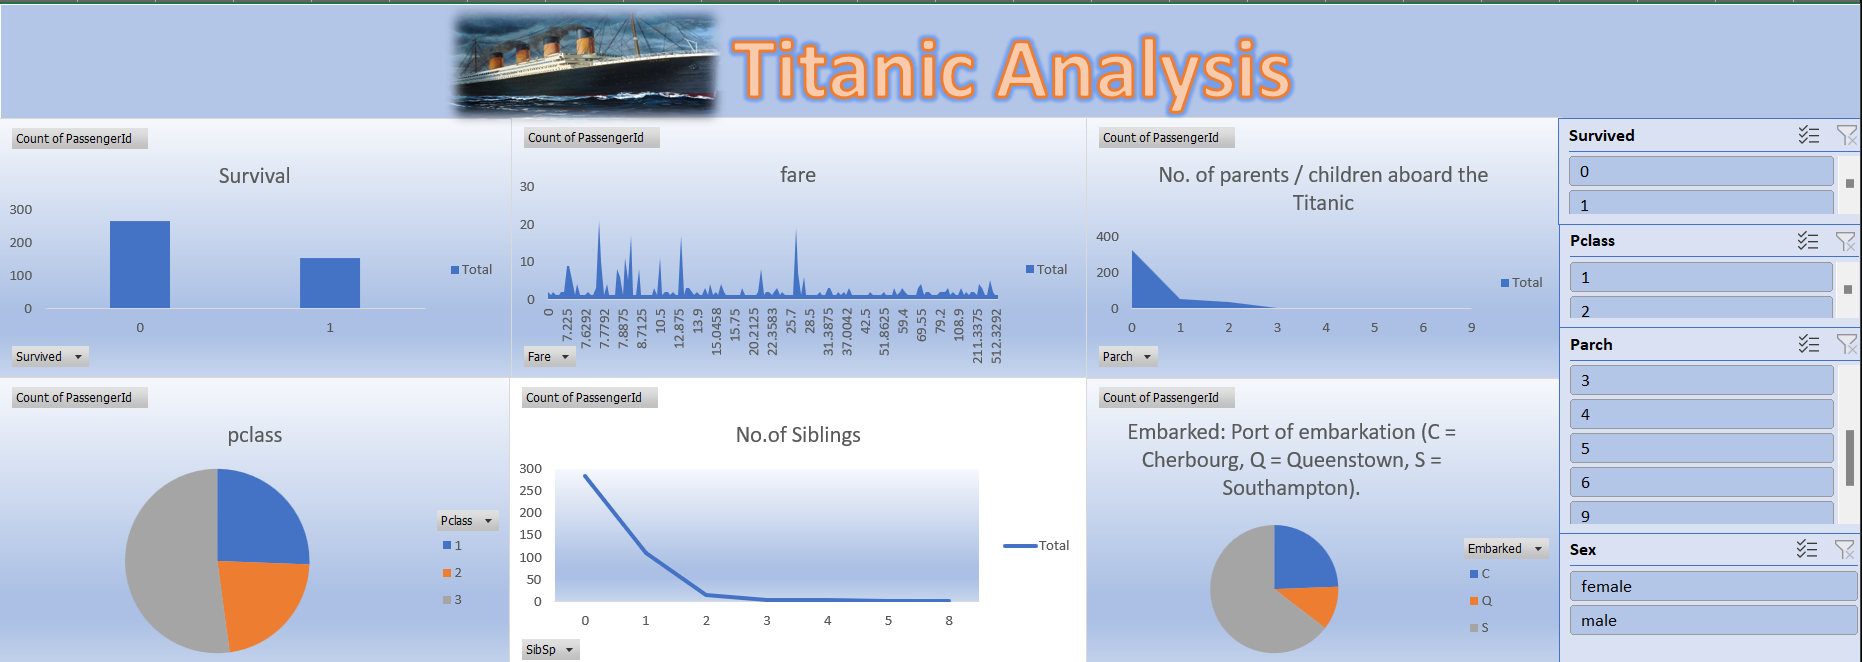 Titanic Analysis
Count of PassengerId
Survival
300
200
100
0
0
1
Total
Survived
Count of PassengerId
fare
30
20
10
0
0
7.225
7.6292
7.7792
7.8875
8.7125
10.5
12.875
13.9
15.0458
15.75
20.2125
22.3583
25.7
28.5
31.3875
37.0042
42.5
51.8625
59.4
69.55
79.2
108.9
211.3375
512.3292
Total
Fare
Count of PassengerId
No. of parents / children aboard the
Titanic
400
200
0
0 1 2 3 4 5 6 9
Total
Parch
Count of PassengerId
pclass
Pclass
1
2
3
Count of PassengerId
No.of Siblings
300
250
200
150
100
50
0
0 1 2 3 4 5 8
Total
SibSp
Count of PassengerId
Embarked: Port of embarkation (C =
Cherbourg, Q = Queenstown, S =
Southampton).
Embarked
C
Q
S
Survived
0
1
Pclass
1
2
Parch
3
4
5
6
9
Sex
female
male